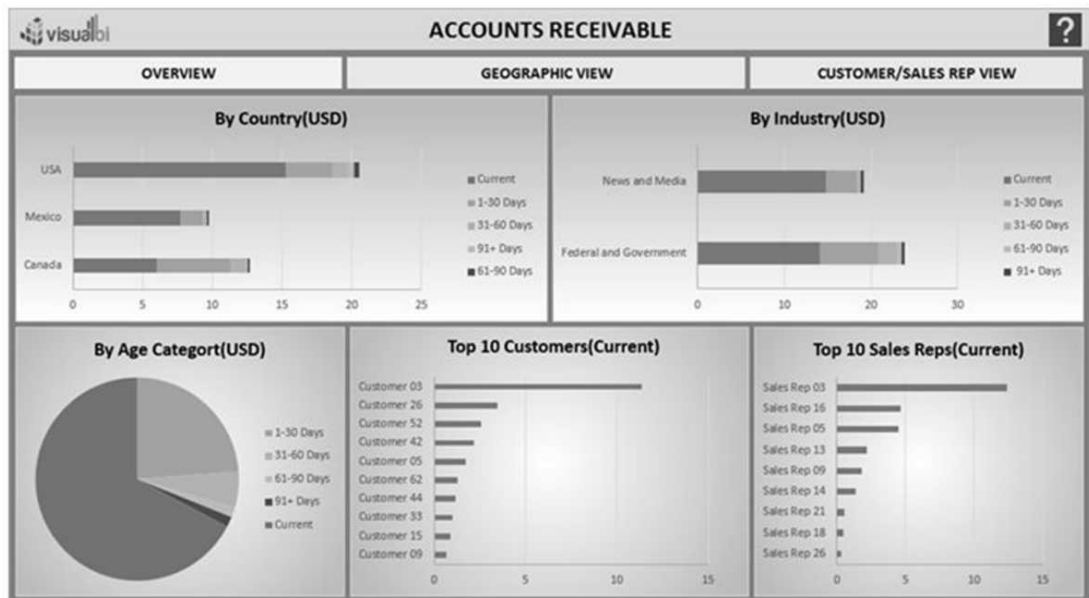 visualbi
ACCOUNTS RECEIVABLE
?
OVERVIEW
GEOGRAPHIC VIEW
CUSTOMER/SALES REP VIEW
By Country(USD)
USA
Mexico
Canada
0 5 10 15 20 25
Current
1-30 Days
31-60 Days
91+ Days
61-90 Days
By Industry(USD)
News and Media
Federal and Government
0 10 20 30
Current
1-30 Days
31-60 Days
61-90 Days
91+ Days
By Age Categort(USD)
1-30 Days
31-60 Days
61-90 Days
91+ Days
Current
Top 10 Customers(Current)
Customer 03
Customer 26
Customer 52
Customer 42
Customer 05
Customer 62
Customer 44
Customer 33
Customer 15
Customer 09
0 5 10 15
Top 10 Sales Reps(Current)
Sales Rep 03
Sales Rep 16
Sales Rep 05
Sales Rep 13
Sales Rep 09
Sales Rep 14
Sales Rep 21
Sales Rep 18
Sales Rep 26
0 5 10 15